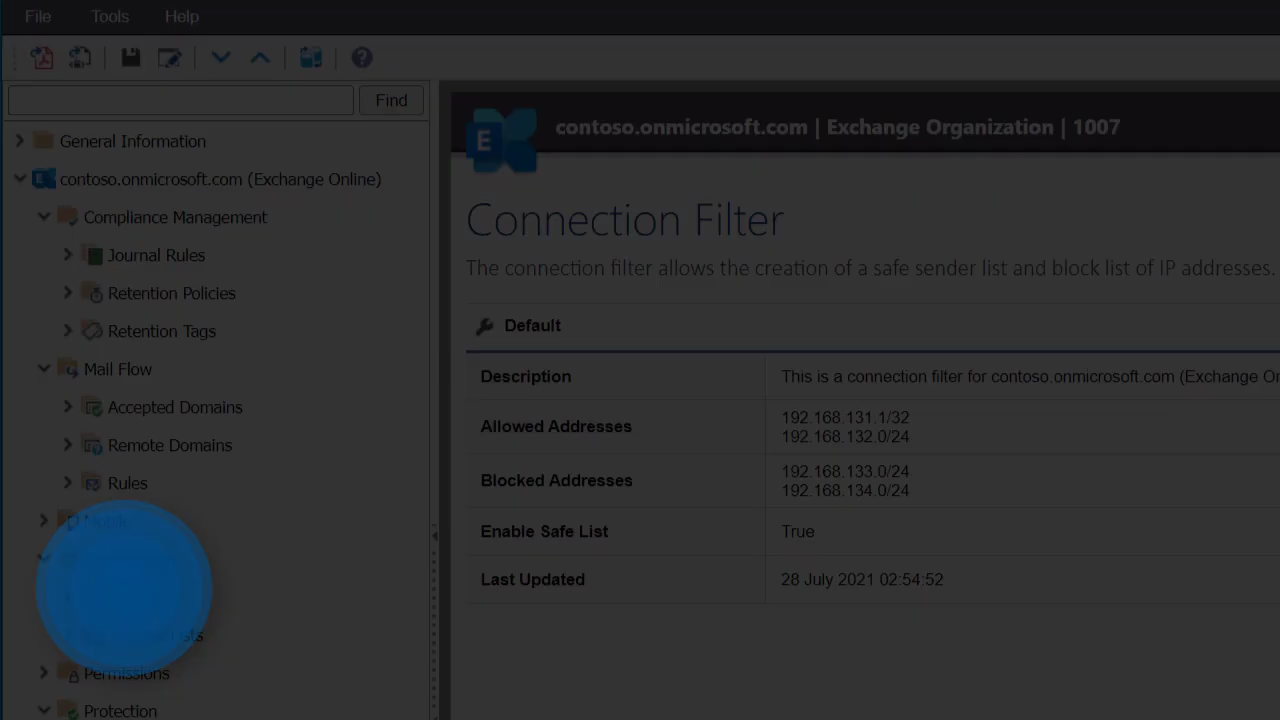 File Tools Help
Find
General Information
contoso.onmicrosoft.com (Exchange Online)
Compliance Management
Journal Rules
Retention Policies
Retention Tags
Mail Flow
Accepted Domains
Remote Domains
Rules
Mobile
Permissions
Protection
E
contoso.onmicrosoft.com | Exchange Organization | 1007
Connection Filter
The connection filter allows the creation of a safe sender list and block list of IP addresses.
Default
Description This is a connection filter for contoso.onmicrosoft.com (Exchange
Allowed Addresses 192.168.131.1/32
192.168.132.0/24
Blocked Addresses 192.168.133.0/24
192.168.134.0/24
Enable Safe List True
Last Updated 28 July 2021 02:54:52